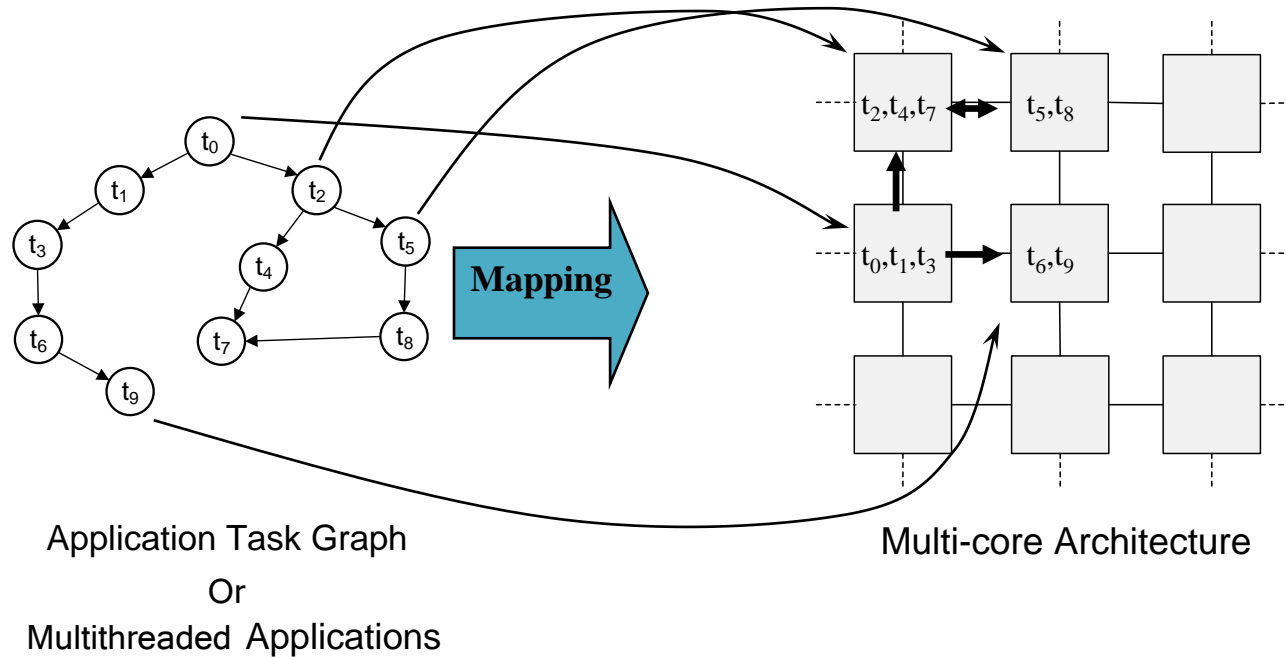 t0
t1
t2
t3
t4
t5
t6
t7
t8
t9
Mapping
t2,t4,t7
t5,t8
t0,t1,t3
t6,t9
Application Task Graph
Or
Multithreaded Applications
Multi-core Architecture